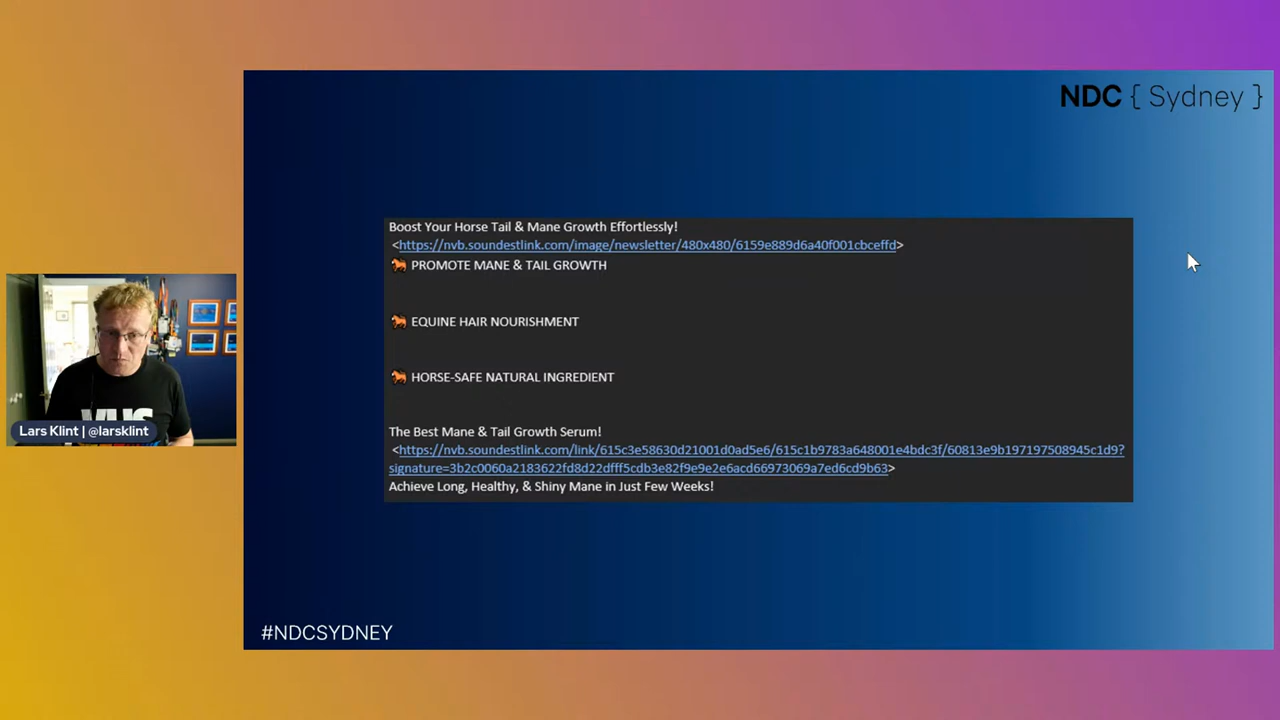 NDC { Sydney }
Boost Your Horse Tail & Mane Growth Effortlessly!
<https://nvb.soundestlink.com/image/newsletter/480x480/6159e889d6a40f001cbceffd>
PROMOTE MANE & TAIL GROWTH
EQUINE HAIR NOURISHMENT
HORSE-SAFE NATURAL INGREDIENT
The Best Mane & Tail Growth Serum!
<https://nvb.soundestlink.com/link/615c3e58630d21001d0ad5e6/615c1b9783a648001e4bdc3f/60813e9b197197508945c1d9?
signature=3b2c0060a2183622fd8d22dfff5cdb3e82f9e9e2e6acd66973069a7ed6cd9b63>
Achieve Long, Healthy, & Shiny Mane in Just Few Weeks!
Lars Klint | @larsklint
#NDCSYDNEY